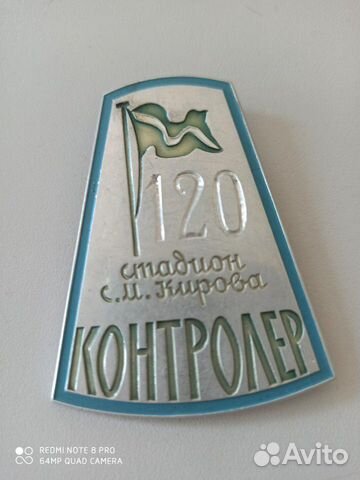 120
стадион
с.м.кирова
КОНТРОЛЕР
REDMI NOTE 8 PRO
64MP QUAD CAMERA
Avito